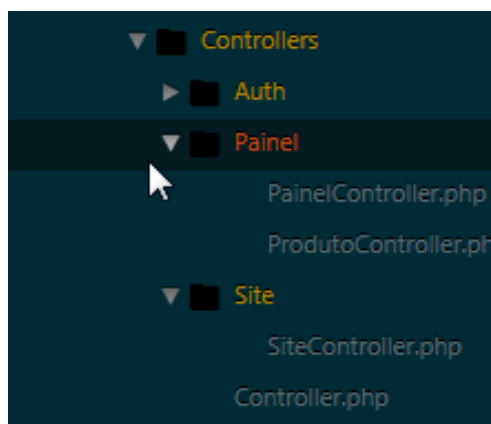 Controllers
Auth
Painel
PainelController.php
ProdutoController.ph
Site
SiteController.php
Controller.php